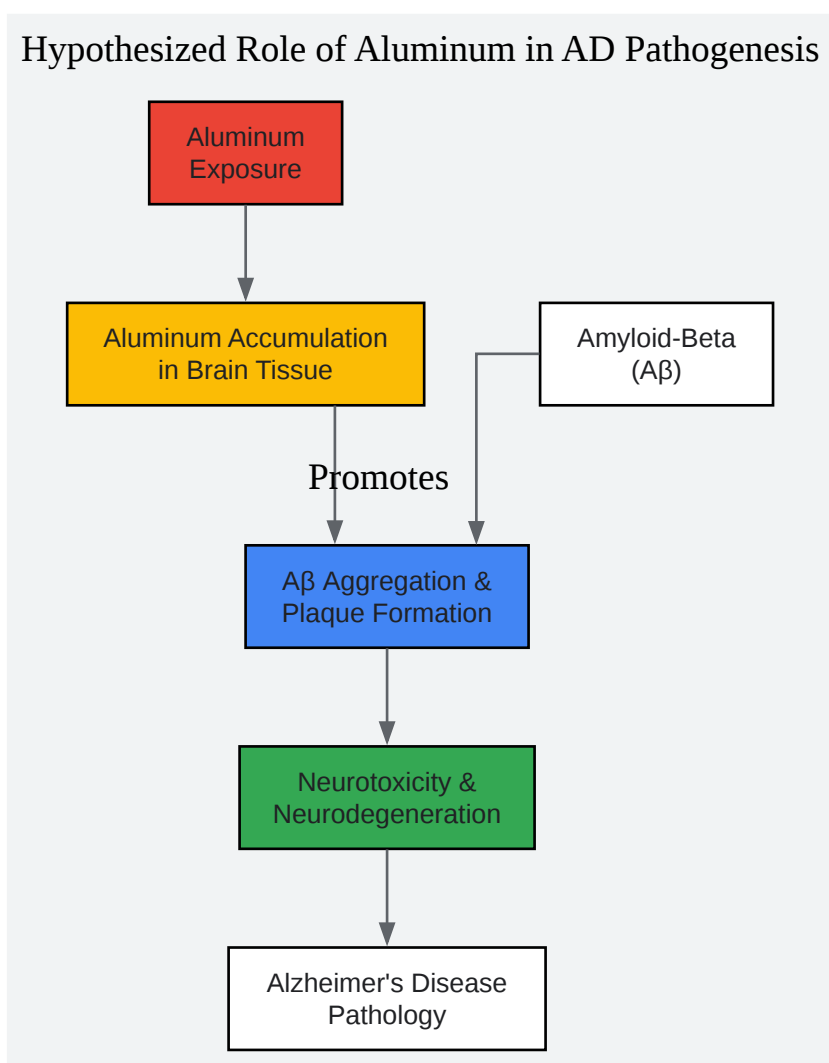 Hypothesized Role of Aluminum in AD Pathogenesis
Aluminum
Exposure
Aluminum Accumulation
in Brain Tissue
Amyloid-Beta
(Aβ)
Promotes
Aβ Aggregation &
Plaque Formation
Neurotoxicity &
Neurodegeneration
Alzheimer's Disease
Pathology